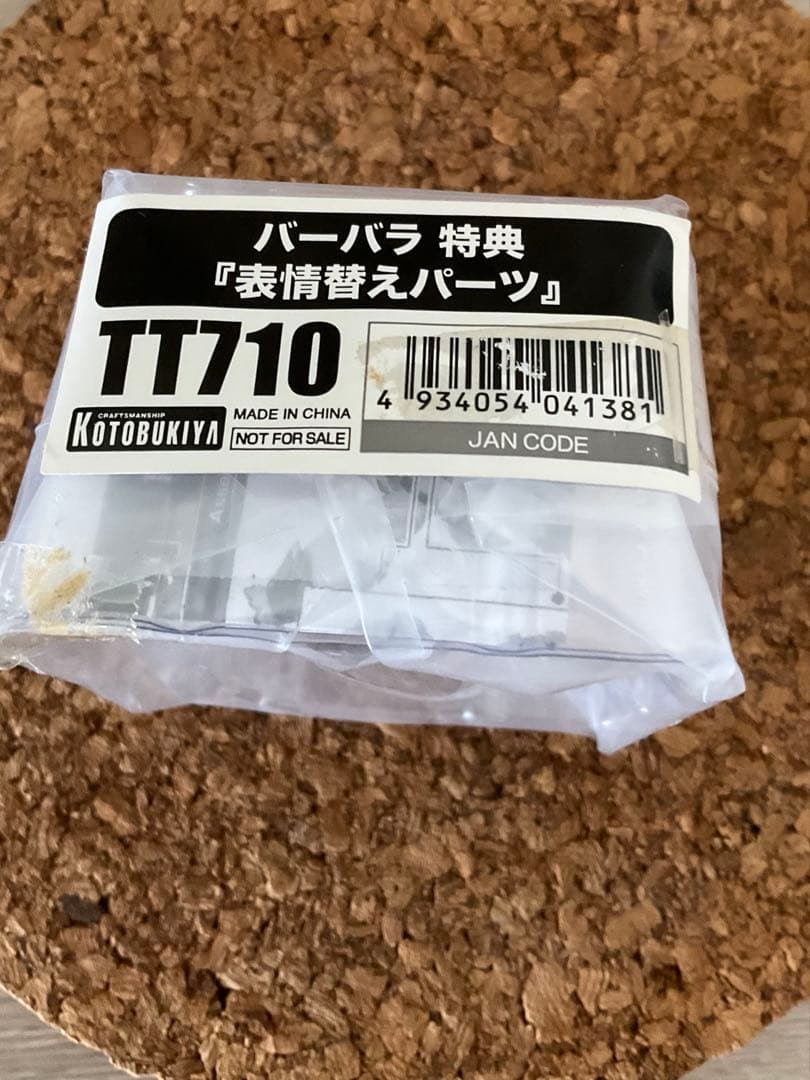 バーバラ 特典
『表情替えパーツ』
TT710
CRAFTSMANSHIP
KOTOBUKIYA
MADE IN CHINA
NOT FOR SALE
4 934054 041381
JAN CODE